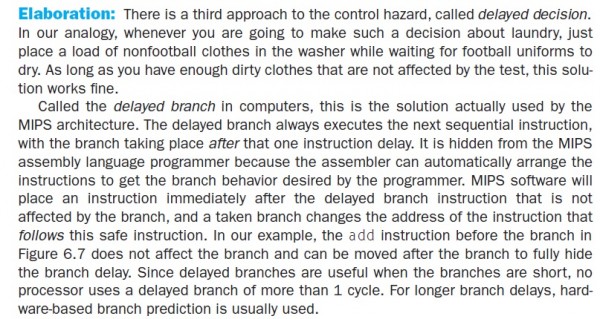 Elaboration: There is a third approach to the control hazard, called delayed decision.
In our analogy, whenever you are going to make such a decision about laundry, just
place a load of nonfootball clothes in the washer while waiting for football uniforms to
dry. As long as you have enough dirty clothes that are not affected by the test, this solu-
tion works fine.
Called the delayed branch in computers, this is the solution actually used by the
MIPS architecture. The delayed branch always executes the next sequential instruction,
with the branch taking place after that one instruction delay. It is hidden from the MIPS
assembly language programmer because the assembler can automatically arrange the
instructions to get the branch behavior desired by the programmer. MIPS software will
place an instruction immediately after the delayed branch instruction that is not
affected by the branch, and a taken branch changes the address of the instruction that
follows this safe instruction. In our example, the add instruction before the branch in
Figure 6.7 does not affect the branch and can be moved after the branch to fully hide
the branch delay. Since delayed branches are useful when the branches are short, no
processor uses a delayed branch of more than 1 cycle. For longer branch delays, hard-
ware-based branch prediction is usually used.